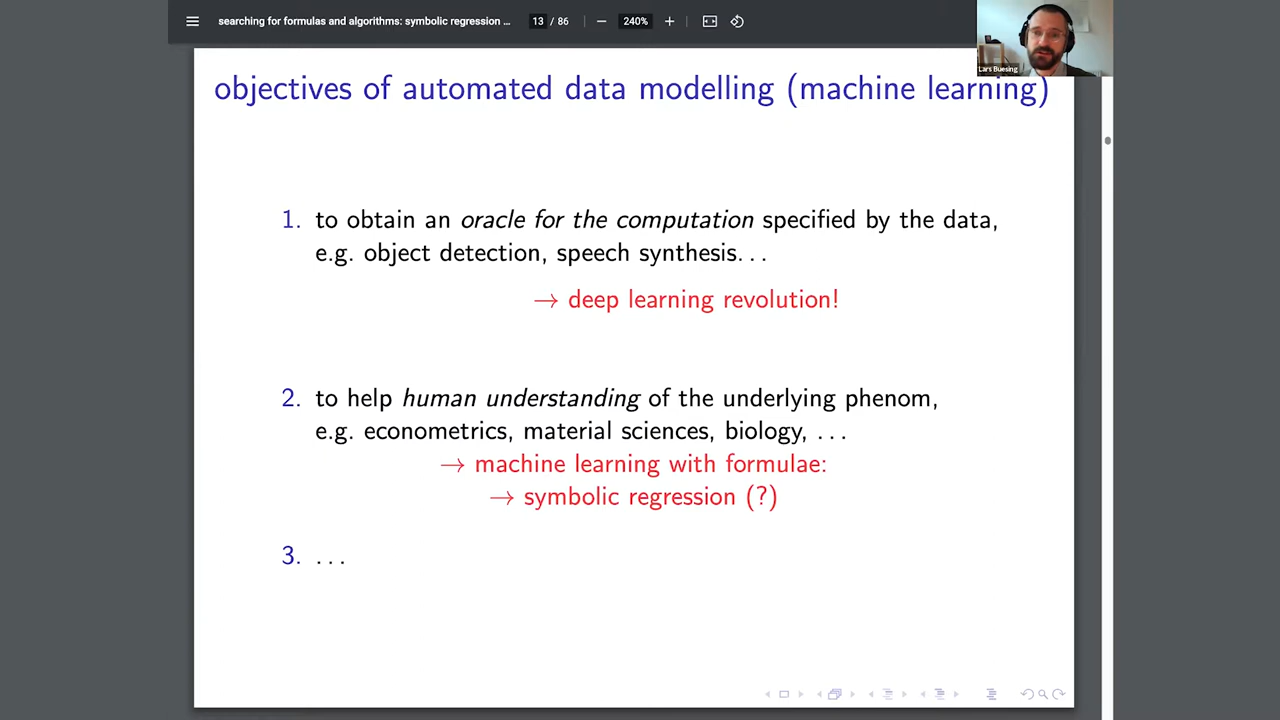 searching for formulas and algorithms: symbolic regression ...
13 / 86
240%
Lars Buesing
objectives of automated data modelling (machine learning)
1. to obtain an oracle for the computation specified by the data,
e.g. object detection, speech synthesis...
→ deep learning revolution!
2. to help human understanding of the underlying phenom,
e.g. econometrics, material sciences, biology, ...
→ machine learning with formulae:
→ symbolic regression (?)
3. ...